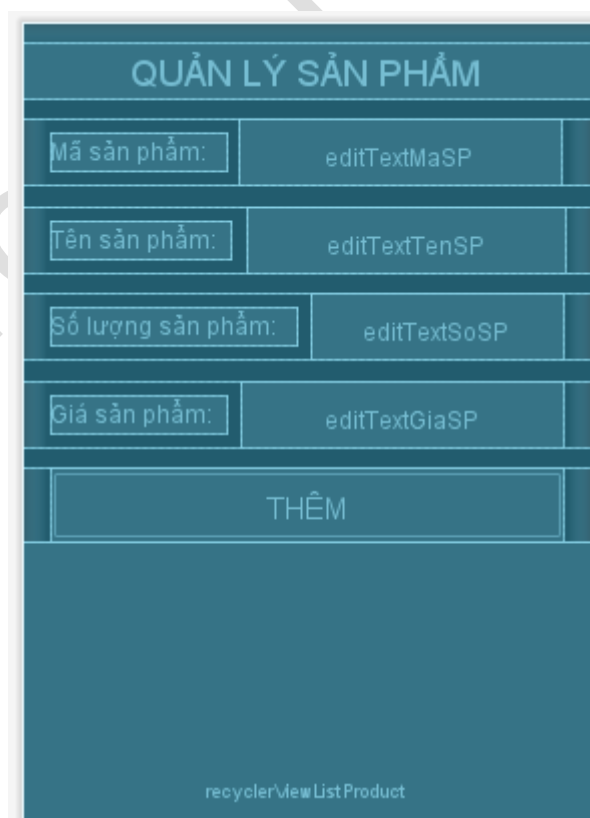 QUẢN LÝ SẢN PHẨM
Mã sản phẩm: editTextMaSP
Tên sản phẩm: editTextTenSP
Số lượng sản phẩm: editTextSoSP
Giá sản phẩm: editTextGiaSP
THÊM
recyclerViewListProduct